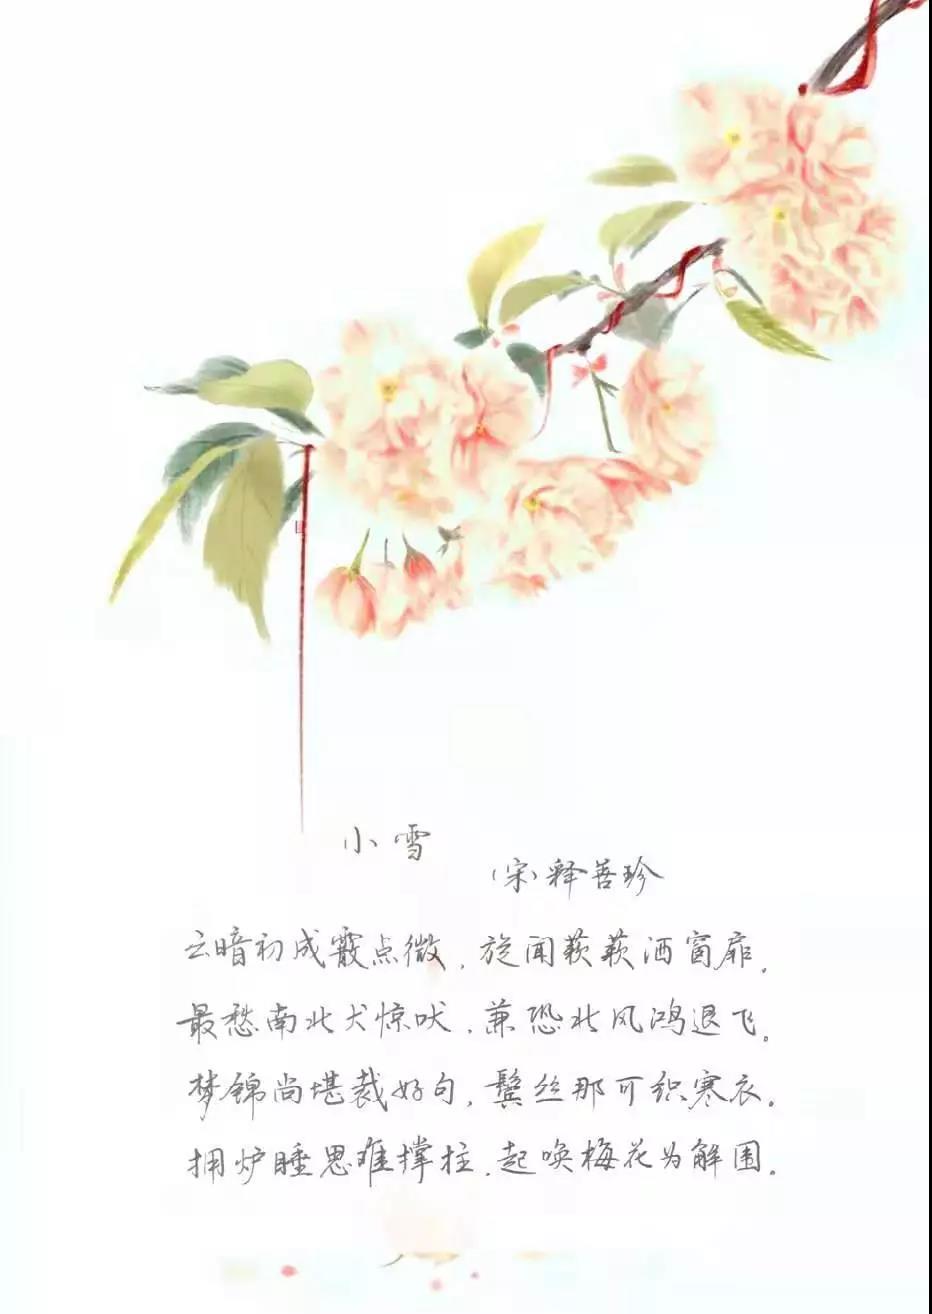 小雪
(宋)释善珍
云暗初成霰点微，旋闻蔌蔌洒窗扉。
最愁南北犬惊吠，兼恐北风鸿退飞。
梦锦尚堪裁好句，鬓丝那可织寒衣。
拥炉睡思难撑拄，起唤梅花为解围。